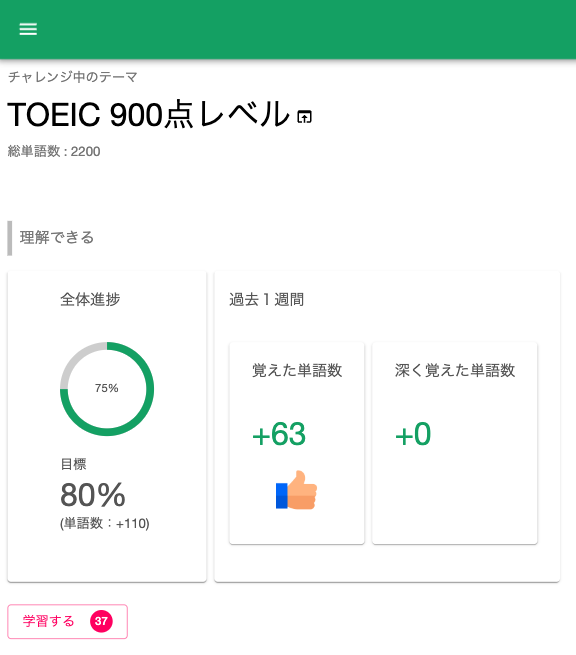 チャレンジ中のテーマ
TOEIC 900点レベル
総単語数 : 2200
理解できる
全体進捗
75%
目標
80%
(単語数：+110)
過去１週間
覚えた単語数
+63
深く覚えた単語数
+0
学習する 37